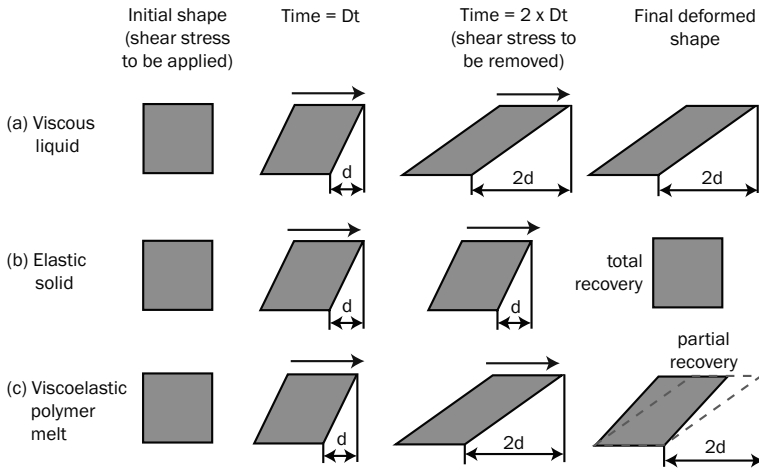 Initial shape
(shear stress
to be applied)
Time = Dt
Time = 2 x Dt
(shear stress to
be removed)
Final deformed
shape
(a) Viscous
liquid
d
2d
2d
(b) Elastic
solid
d
d
total
recovery
(c) Viscoelastic
polymer
melt
d
2d
partial
recovery
2d